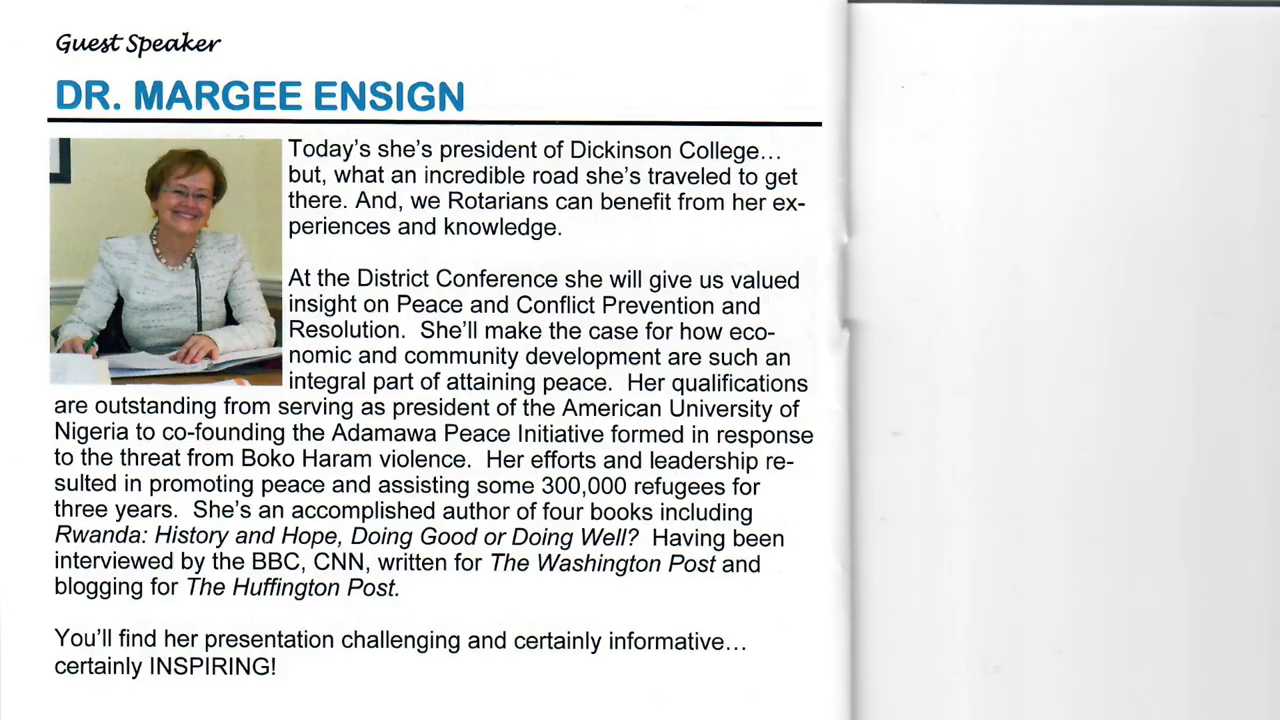 Guest Speaker
DR. MARGEE ENSIGN
Today's she's president of Dickinson College…
but, what an incredible road she's traveled to get
there. And, we Rotarians can benefit from her ex-
periences and knowledge.
At the District Conference she will give us valued
insight on Peace and Conflict Prevention and
Resolution.  She'll make the case for how eco-
nomic and community development are such an
integral part of attaining peace.  Her qualifications
are outstanding from serving as president of the American University of
Nigeria to co-founding the Adamawa Peace Initiative formed in response
to the threat from Boko Haram violence.  Her efforts and leadership re-
sulted in promoting peace and assisting some 300,000 refugees for
three years.  She's an accomplished author of four books including
Rwanda: History and Hope, Doing Good or Doing Well?  Having been
interviewed by the BBC, CNN, written for The Washington Post and
blogging for The Huffington Post.
You'll find her presentation challenging and certainly informative…
certainly INSPIRING!